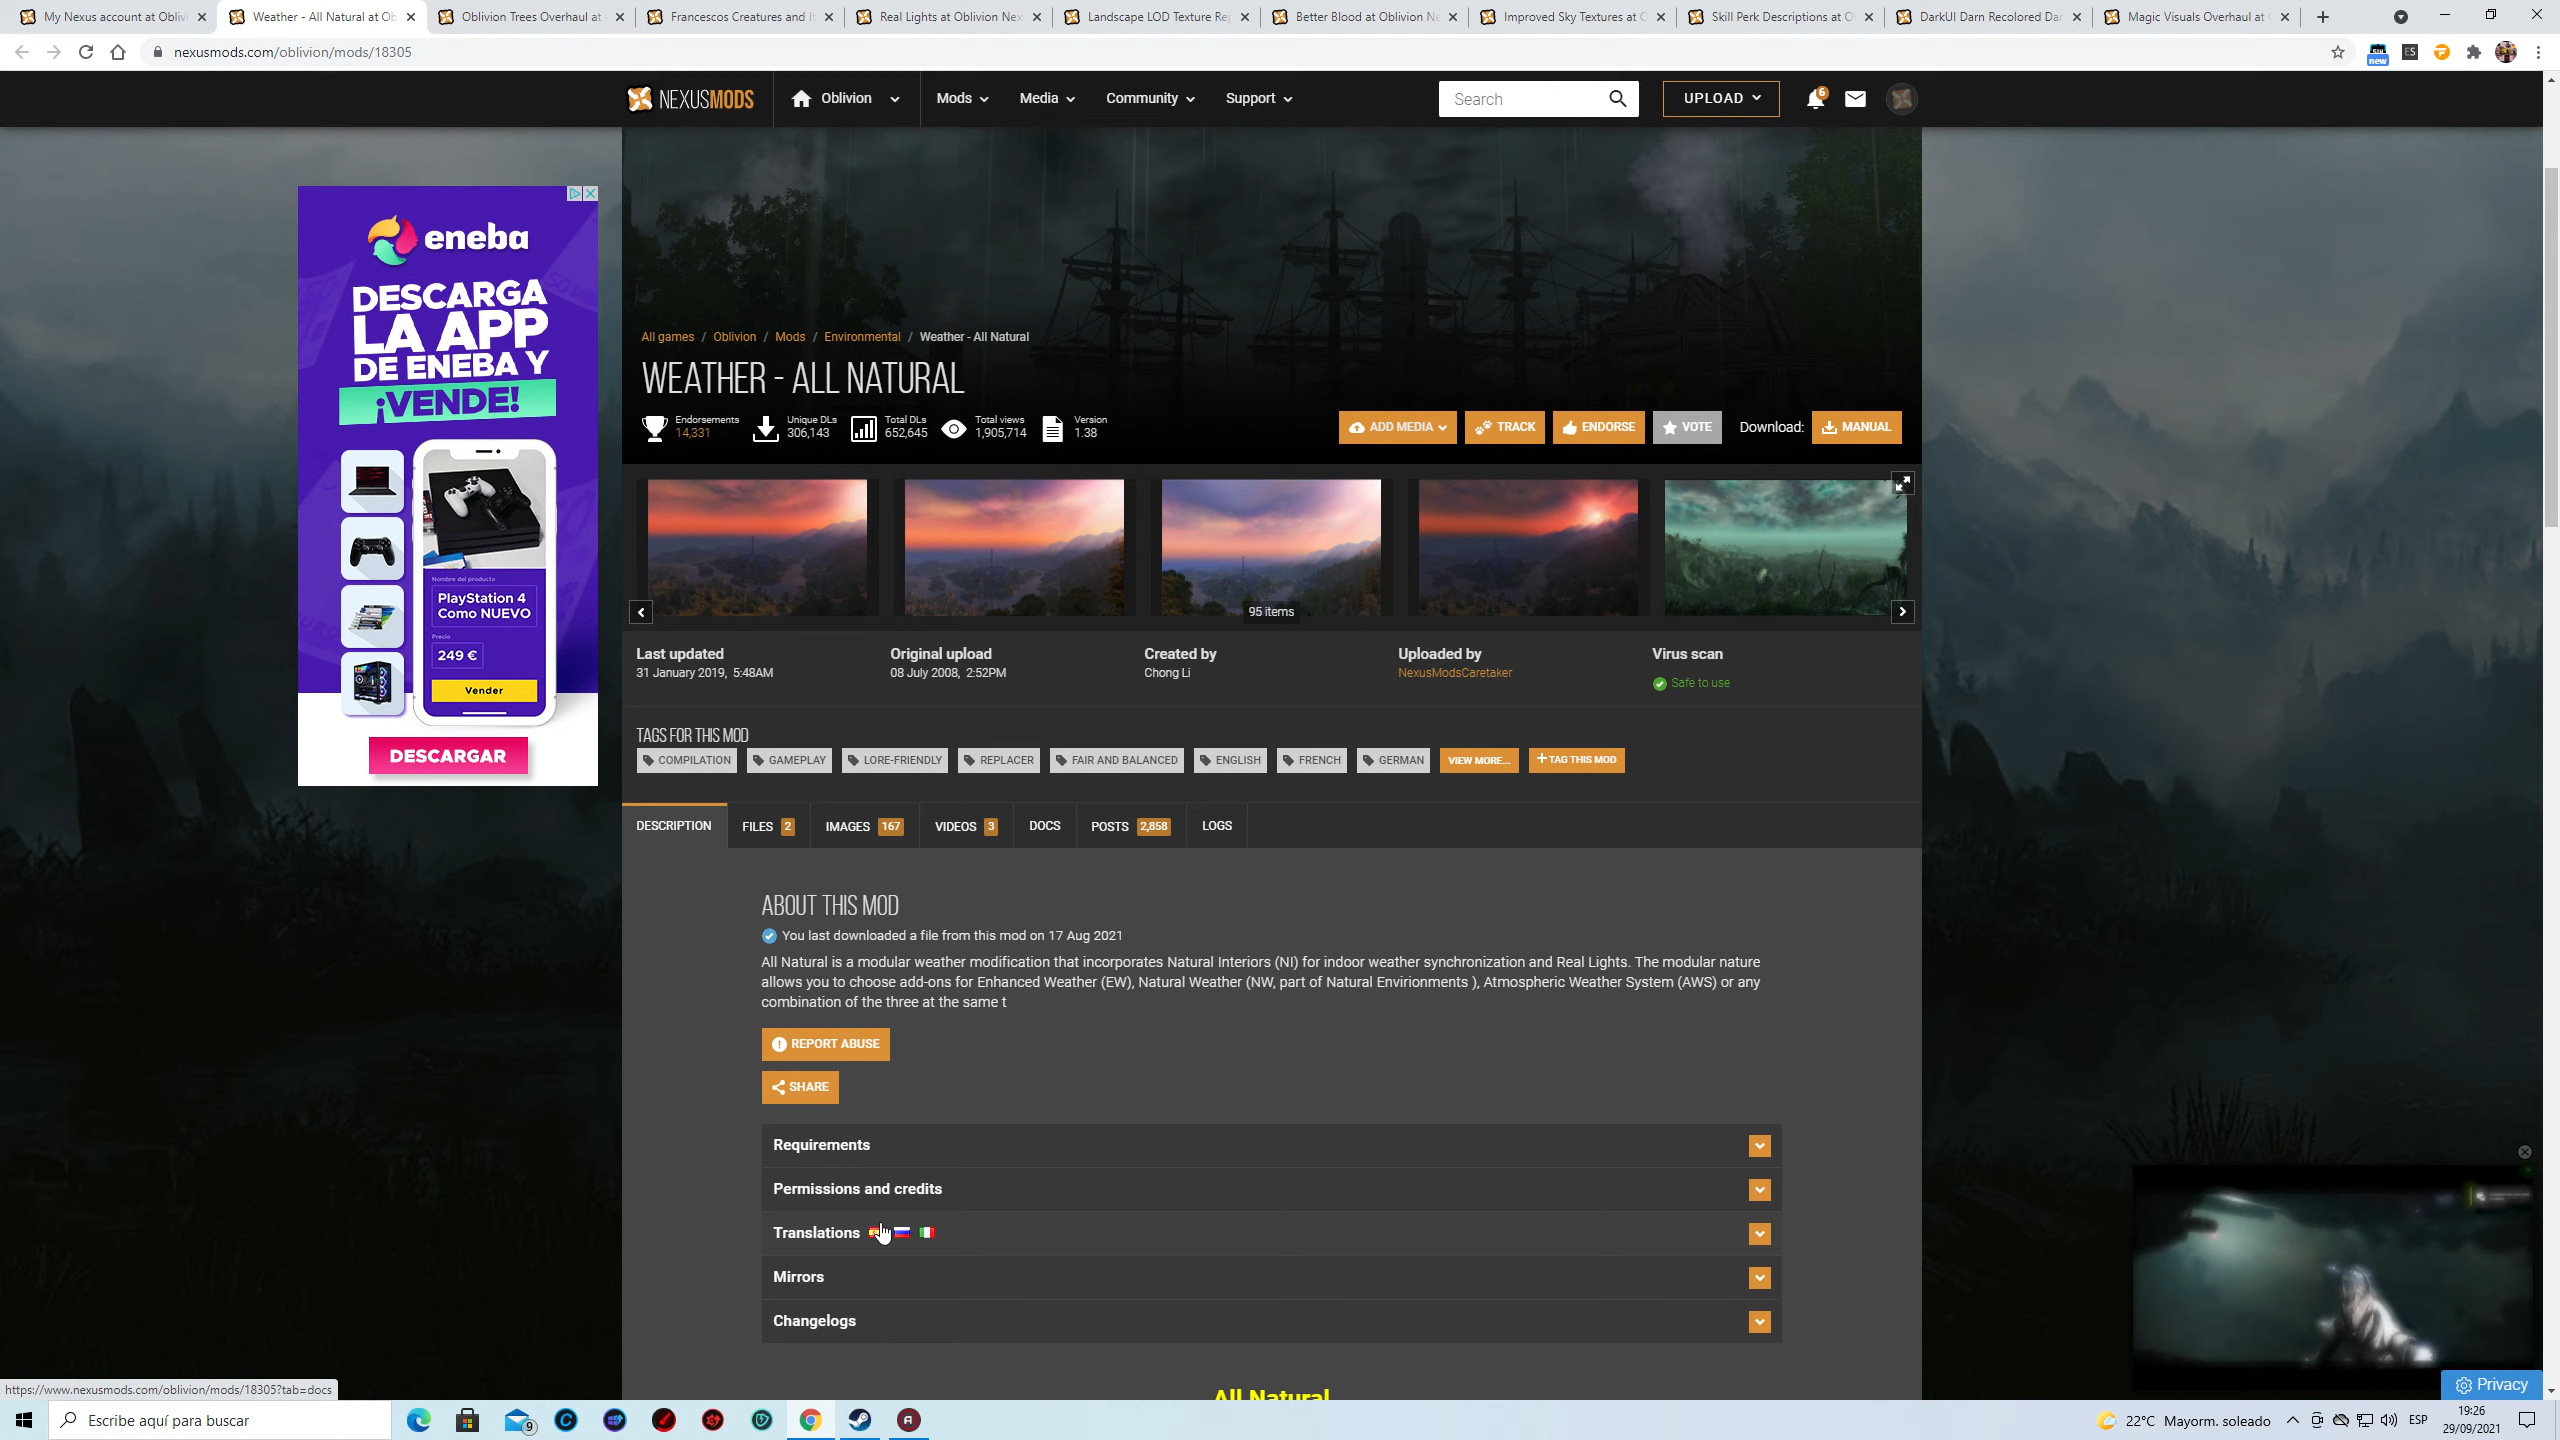 My Nexus account at Oblivi
Weather - All Natural at Ob
Oblivion Trees Overhaul at
Francescos Creatures and It
Real Lights at Oblivion Nex
Landscape LOD Texture Rep
Better Blood at Oblivion Ne
Improved Sky Textures at O
Skill Perk Descriptions at Ob
DarkUI Darn Recolored Dar
Magic Visuals Overhaul at
nexusmods.com/oblivion/mods/18305
new
ES
NEXUSMODS
Oblivion
Mods
Media
Community
Support
Search
UPLOAD
6
eneba
DESCARGA
LA APP
DE ENEBA Y
¡VENDE!
Nombre del producto
PlayStation 4
Como NUEVO
Precio
249 €
Vender
DESCARGAR
All games / Oblivion / Mods / Environmental / Weather - All Natural
WEATHER - ALL NATURAL
Endorsements
14,331
Unique DLs
306,143
Total DLs
652,645
Total views
1,905,714
Version
1.38
ADD MEDIA
TRACK
ENDORSE
VOTE
Download:
MANUAL
95 items
Last updated
31 January 2019, 5:48AM
Original upload
08 July 2008, 2:52PM
Created by
Chong Li
Uploaded by
NexusModsCaretaker
Virus scan
Safe to use
TAGS FOR THIS MOD
COMPILATION
GAMEPLAY
LORE-FRIENDLY
REPLACER
FAIR AND BALANCED
ENGLISH
FRENCH
GERMAN
VIEW MORE...
+ TAG THIS MOD
DESCRIPTION
FILES 2
IMAGES 167
VIDEOS 3
DOCS
POSTS 2,858
LOGS
ABOUT THIS MOD
You last downloaded a file from this mod on 17 Aug 2021
All Natural is a modular weather modification that incorporates Natural Interiors (NI) for indoor weather synchronization and Real Lights. The modular nature
allows you to choose add-ons for Enhanced Weather (EW), Natural Weather (NW, part of Natural Envirionments ), Atmospheric Weather System (AWS) or any
combination of the three at the same t
REPORT ABUSE
SHARE
Requirements
Permissions and credits
Translations
Mirrors
Changelogs
All Natural
Privacy
https://www.nexusmods.com/oblivion/mods/18305?tab=docs
Escribe aquí para buscar
9
22°C Mayorm. soleado
ESP
19:26
29/09/2021